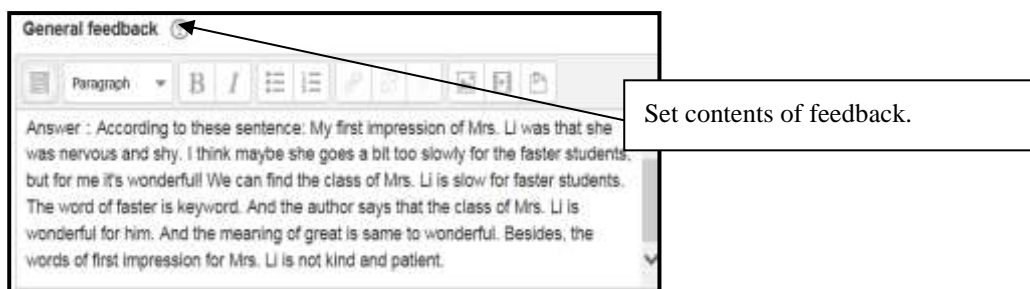 General feedback
Paragraph B I
Set contents of feedback.
Answer : According to these sentence: My first impression of Mrs. Li was that she
was nervous and shy. I think maybe she goes a bit too slowly for the faster students,
but for me it's wonderful! We can find the class of Mrs. Li is slow for faster students.
The word of faster is keyword. And the author says that the class of Mrs. Li is
wonderful for him. And the meaning of great is same to wonderful. Besides, the
words of first impression for Mrs. Li is not kind and patient.